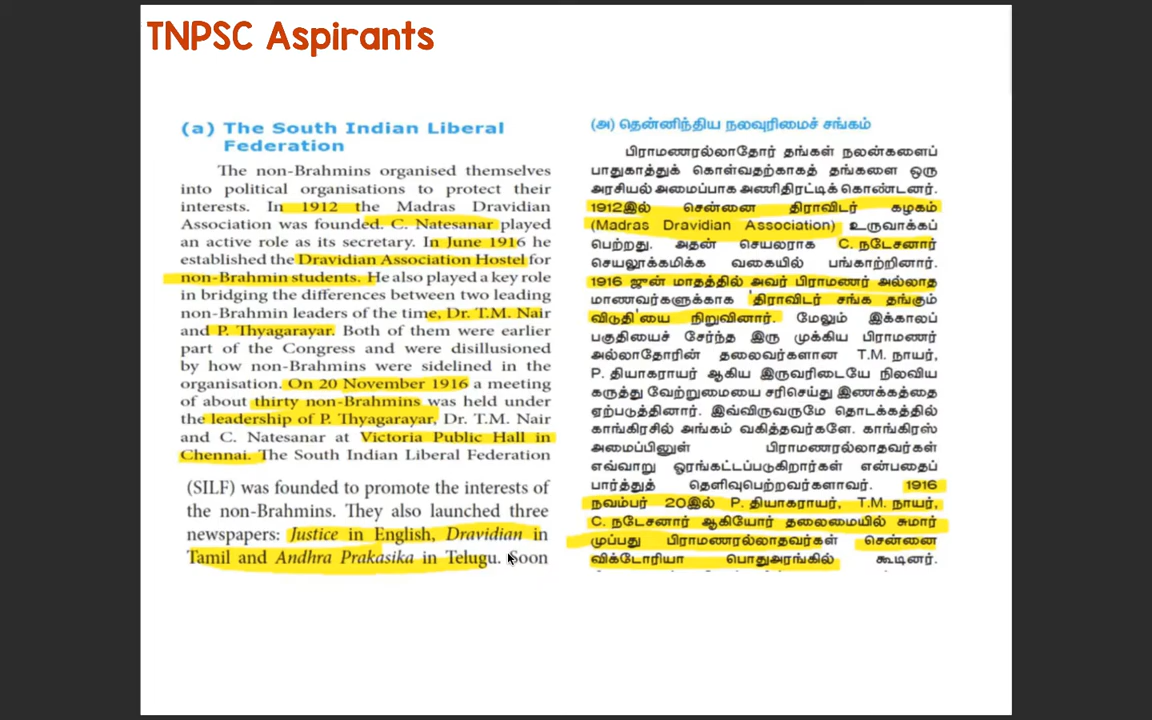 TNPSC Aspirants
(a) The South Indian Liberal
Federation
The non-Brahmins organised themselves
into political organisations to protect their
interests. In 1912 the Madras Dravidian
Association was founded. C. Natesanar played
an active role as its secretary. In June 1916 he
established the Dravidian Association Hostel for
non-Brahmin students. He also played a key role
in bridging the differences between two leading
non-Brahmin leaders of the time, Dr. T.M. Nair
and P. Thyagarayar. Both of them were earlier
part of the Congress and were disillusioned
by how non-Brahmins were sidelined in the
organisation. On 20 November 1916 a meeting
of about thirty non-Brahmins was held under
the leadership of P. Thyagarayar, Dr. T.M. Nair
and C. Natesanar at Victoria Public Hall in
Chennai. The South Indian Liberal Federation
(SILF) was founded to promote the interests of
the non-Brahmins. They also launched three
newspapers: Justice in English, Dravidian in
Tamil and Andhra Prakasika in Telugu. Soon
(அ) தென்னிந்திய நலவுரிமைச் சங்கம்
பிராமணரல்லாதோர் தங்கள் நலன்களைப்
பாதுகாத்துக் கொள்வதற்காகத் தங்களை ஒரு
அரசியல் அமைப்பாக அணிதிரட்டிக் கொண்டனர்.
1912இல் சென்னை திராவிடர் கழகம்
(Madras Dravidian Association) உருவாக்கப்
பெற்றது. அதன் செயலராக C. நடேசனார்
செயலூக்கமிக்க வகையில் பங்காற்றினார்.
1916 ஜுன் மாதத்தில் அவர் பிராமணர் அல்லாத
மாணவர்களுக்காக 'திராவிடர் சங்க தங்கும்
விடுதி'யை நிறுவினார். மேலும் இக்காலப்
பகுதியைச் சேர்ந்த இரு முக்கிய பிராமணர்
அல்லாதோரின் தலைவர்களான T.M. நாயர்,
P. தியாகராயர் ஆகிய இருவரிடையே நிலவிய
கருத்து வேற்றுமையை சரிசெய்து இணக்கத்தை
ஏற்படுத்தினார். இவ்விருவருமே தொடக்கத்தில்
காங்கிரசில் அங்கம் வகித்தவர்களே. காங்கிரஸ்
அமைப்பினுள் பிராமணரல்லாதவர்கள்
எவ்வாறு ஓரங்கட்டப்படுகிறார்கள் என்பதைப்
பார்த்துத் தெளிவுபெற்றவர்களாவர். 1916
நவம்பர் 20இல் P. தியாகராயர், T.M. நாயர்,
C. நடேசனார் ஆகியோர் தலைமையில் சுமார்
முப்பது பிராமணரல்லாதவர்கள் சென்னை
விக்டோரியா பொதுஅரங்கில் கூடினர்.